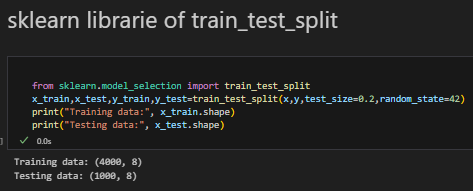 sklearn librarie of train_test_split
from sklearn.model_selection import train_test_split
x_train,x_test,y_train,y_test=train_test_split(x,y,test_size=0.2,random_state=42)
print("Training data:", x_train.shape)
print("Testing data:", x_test.shape)
] ✓ 0.0s
Training data: (4000, 8)
Testing data: (1000, 8)